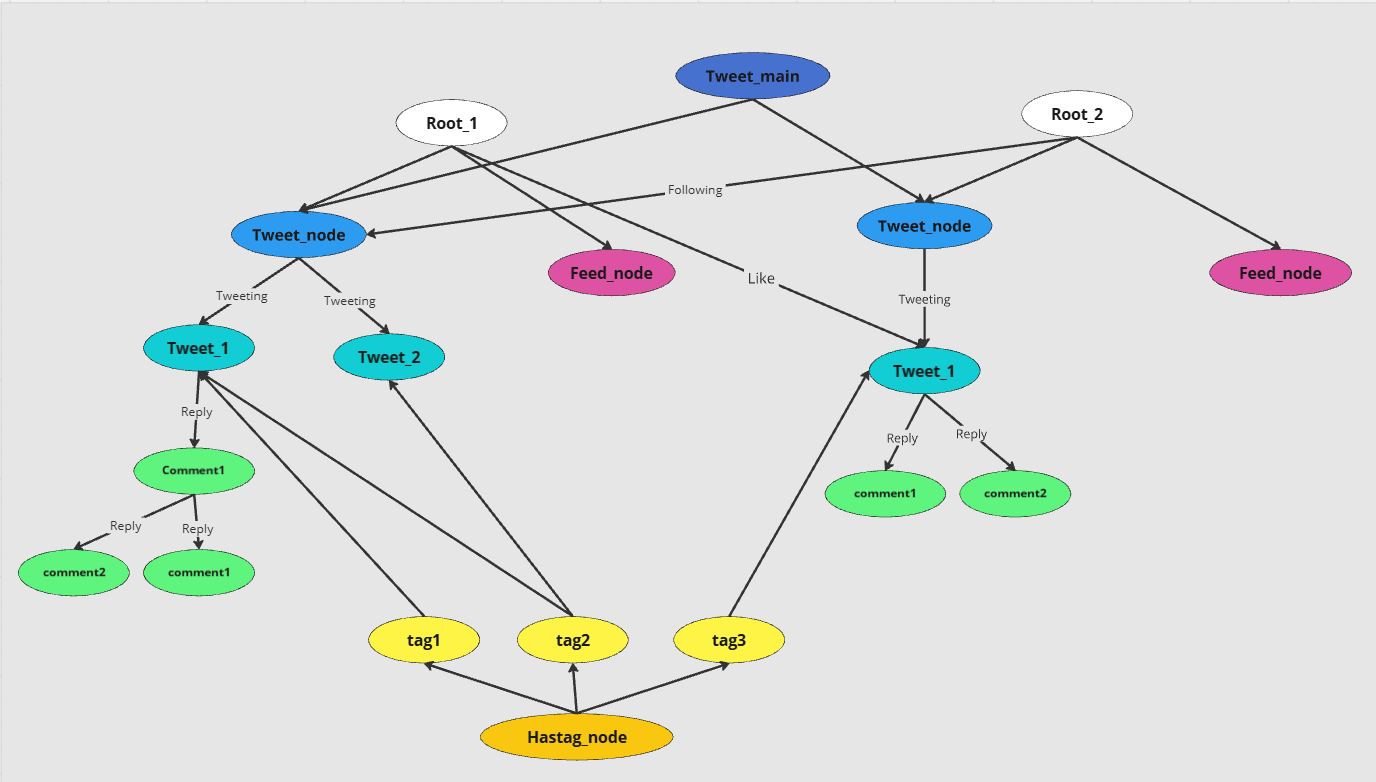 Tweet_main
Root_1
Root_2
Following
Tweet_node
Tweet_node
Feed_node
Like
Feed_node
Tweeting
Tweeting
Tweeting
Tweet_1
Tweet_2
Tweet_1
Reply
Reply
Reply
Comment1
comment1
comment2
Reply
Reply
comment2
comment1
tag1
tag2
tag3
Hastag_node